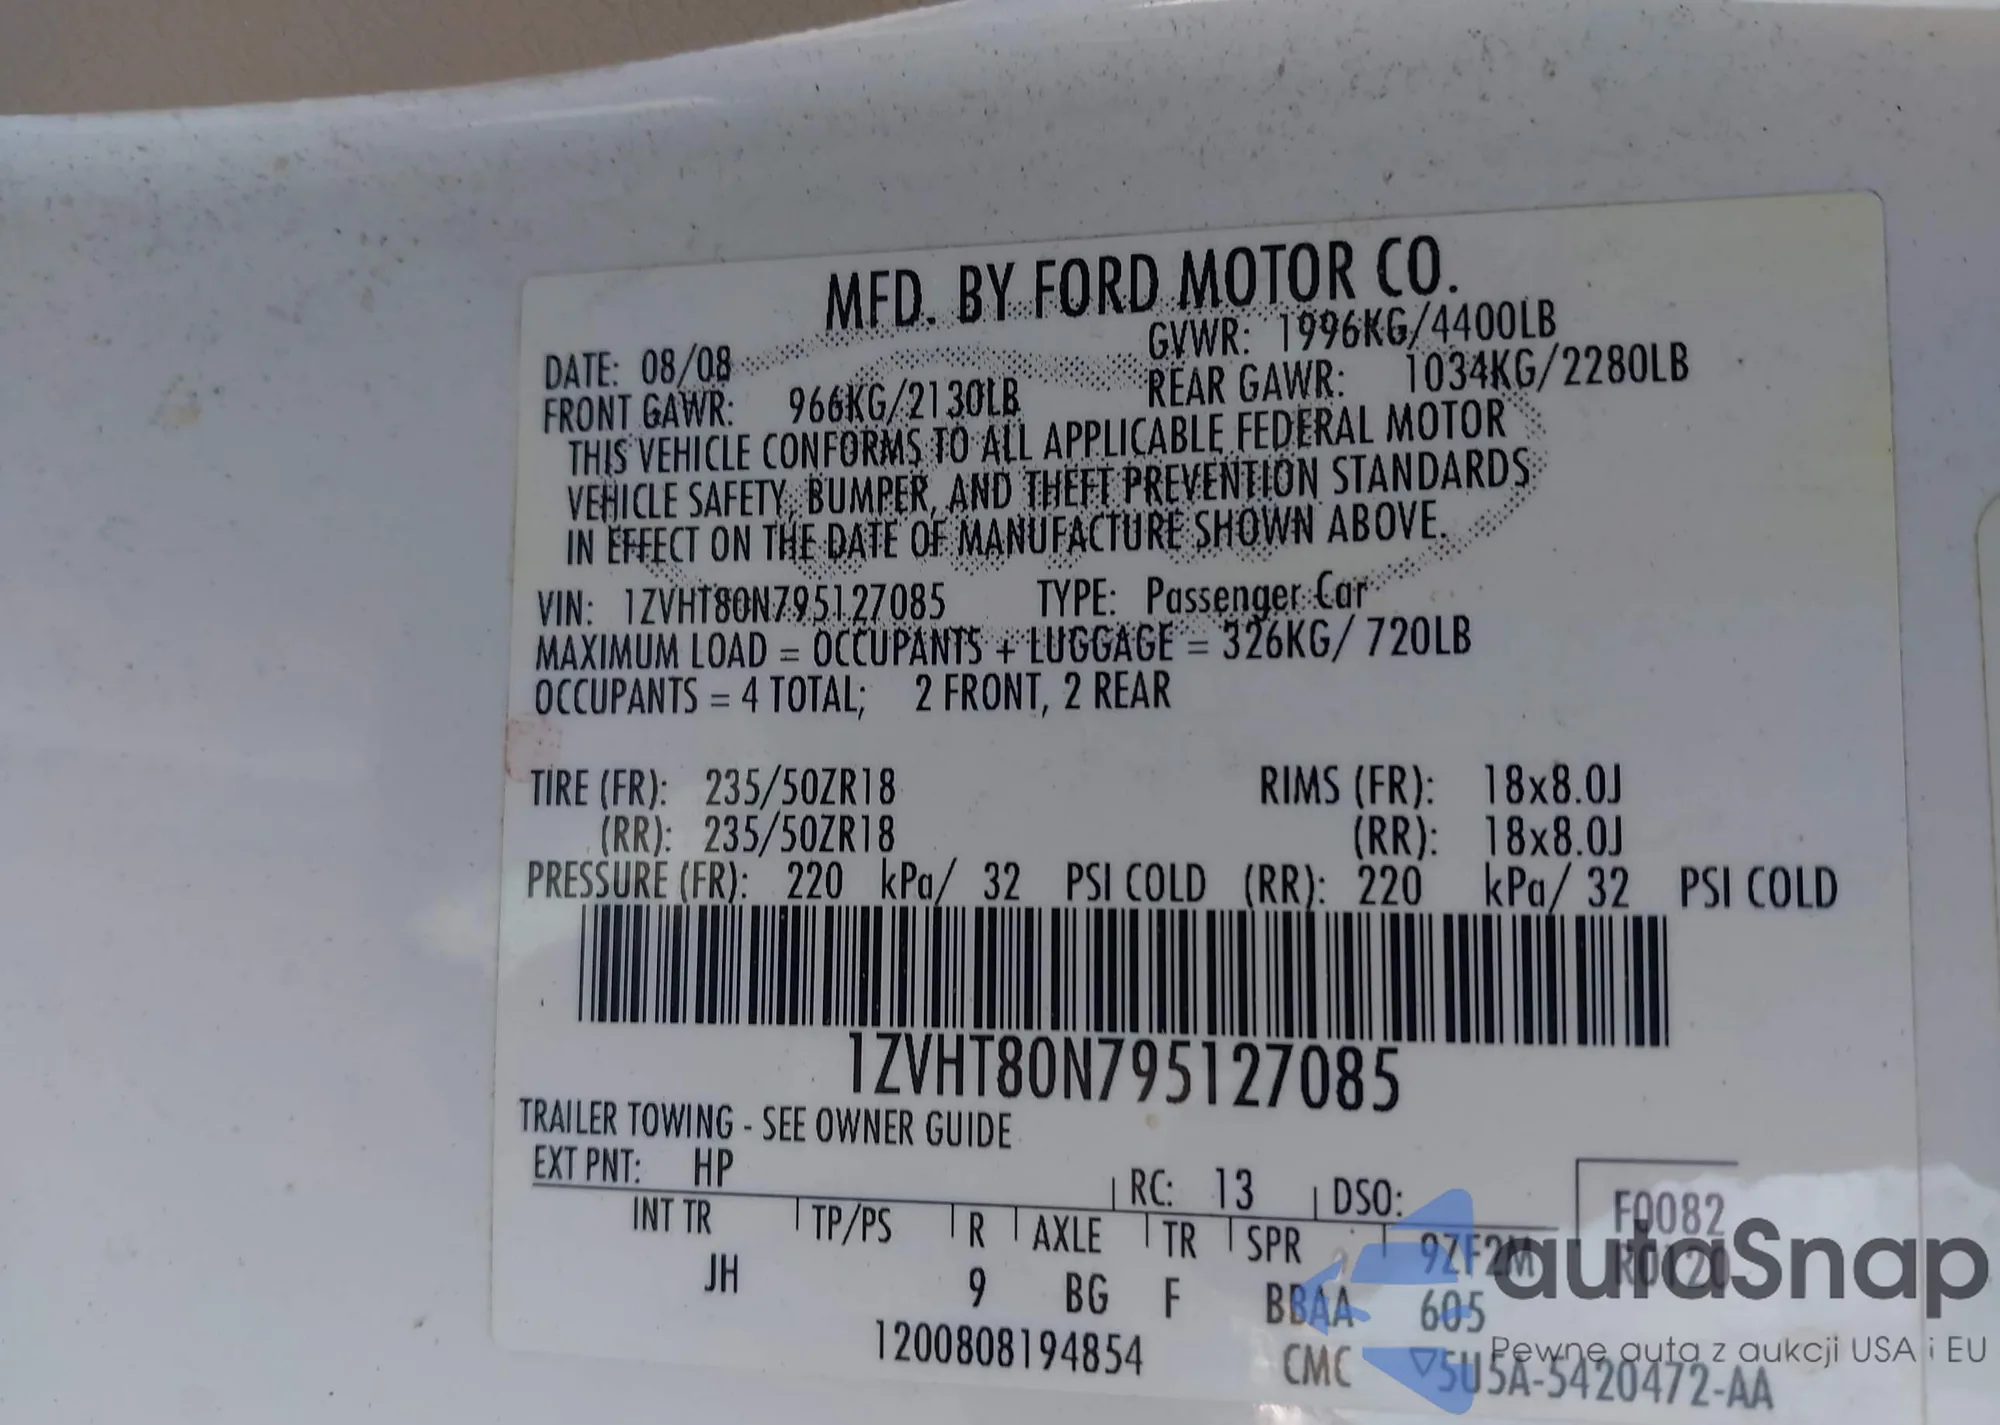 MFD. BY FORD MOTOR CO.
DATE: 08/08 GVWR: 1996KG/4400LB
FRONT GAWR: 966KG/2130LB REAR GAWR: 1034KG/2280LB
THIS VEHICLE CONFORMS TO ALL APPLICABLE FEDERAL MOTOR
VEHICLE SAFETY, BUMPER, AND THEFT PREVENTION STANDARDS
IN EFFECT ON THE DATE OF MANUFACTURE SHOWN ABOVE.
VIN: 1ZVHT80N795127085 TYPE: Passenger Car
MAXIMUM LOAD = OCCUPANTS + LUGGAGE = 326KG/ 720LB
OCCUPANTS = 4 TOTAL; 2 FRONT, 2 REAR
TIRE (FR): 235/50ZR18 RIMS (FR): 18x8.0J
(RR): 235/50ZR18 (RR): 18x8.0J
PRESSURE (FR): 220 kPa/ 32 PSI COLD (RR): 220 kPa/ 32 PSI COLD
1ZVHT80N795127085
TRAILER TOWING - SEE OWNER GUIDE
EXT PNT: HP RC: 13 DSO: F0082
INT TR TP/PS R AXLE TR SPR 9ZF2M R0120
JH 9 BG F BBAA 605
1200808194854 CMC ▽5U5A-5420472-AA
autaSnap
Pewne auta z aukcji USA i EU